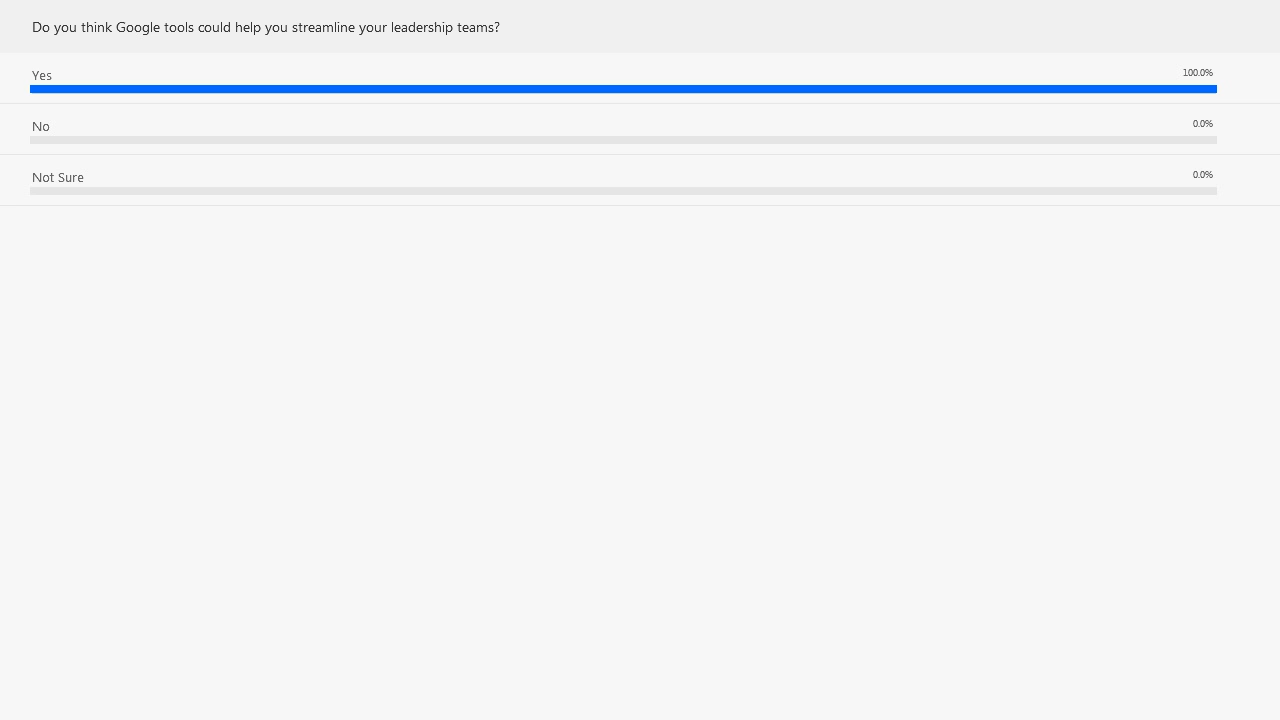 Do you think Google tools could help you streamline your leadership teams?
Yes
100.0%
No
0.0%
Not Sure
0.0%